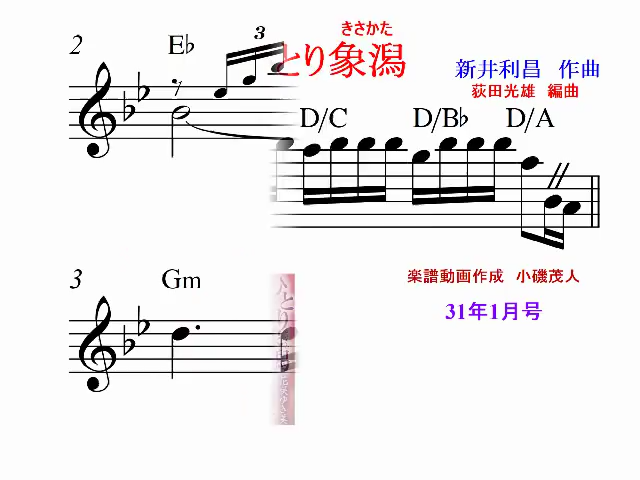 きさかた
2 E♭ 3 とり象潟
新井利昌 作曲
荻田光雄 編曲
D/C D/B♭ D/A
楽譜動画作成 小磯茂人
3 Gm
31年1月号